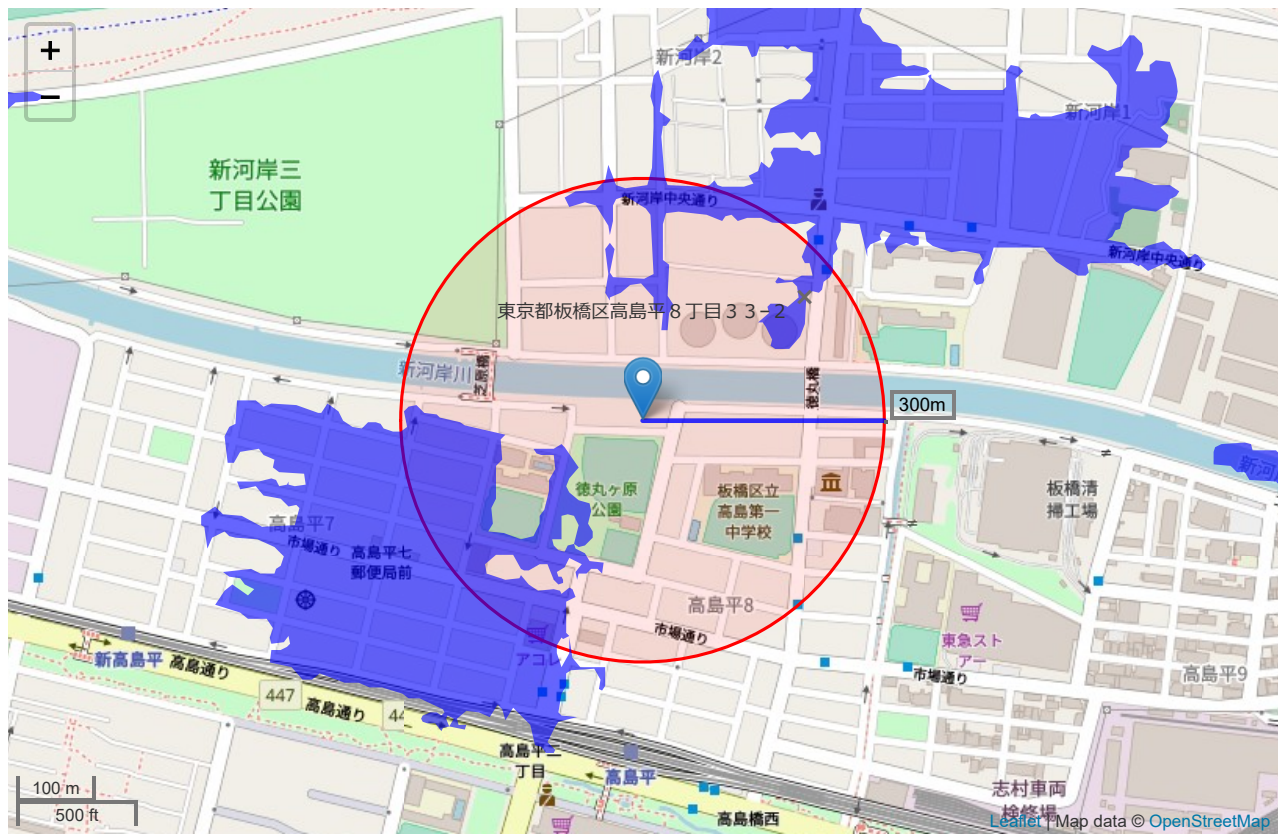 +
−
新河岸2
新河岸1
新河岸三
丁目公園
新河岸中央通り
新河岸中央通り
東京都板橋区高島平８丁目３３−２
新河岸川
芝原橋
徳丸橋
300m
新河
徳丸ヶ原
公園
板橋区立
高島第一
中学校
板橋清
掃工場
高島平7
市場通り
高島平七
郵便局前
高島平8
市場通り
東急スト
アー
アコレ
新高島平
高島通り
市場通り
高島平9
447
高島通り
44
高島平二
丁目
高島平
志村車両
検修場
高島橋西
100 m
500 ft
Leaflet | Map data © OpenStreetMap